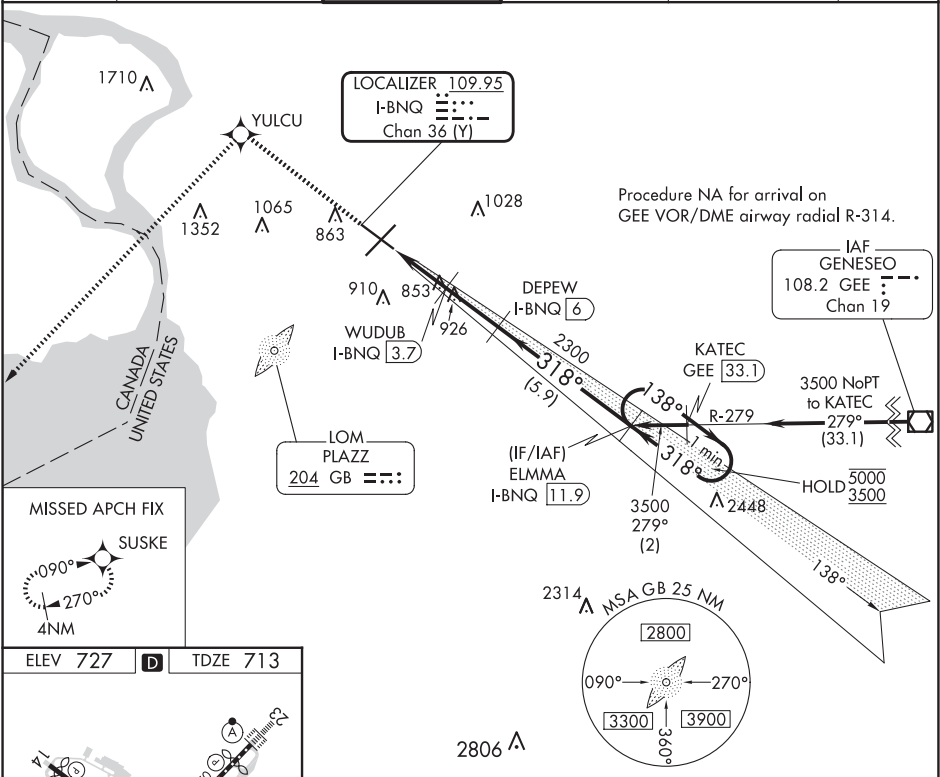 1710
YULCU
LOCALIZER 109.95
I-BNQ
Chan 36 (Y)
1352
1065
863
1028
Procedure NA for arrival on
GEE VOR/DME airway radial R-314.
IAF
GENESEO
108.2 GEE
Chan 19
910
853
926
DEPEW
I-BNQ 6
WUDUB
I-BNQ 3.7
2300
318°
(5.9)
KATEC
GEE 33.1
138°
R-279
3500 NoPT
to KATEC
279°
(33.1)
1 min
318°
(IF/IAF)
ELMMA
I-BNQ 11.9
3500
279°
(2)
2448
HOLD 5000
3500
138°
CANADA
UNITED STATES
LOM
PLAZZ
204 GB
MISSED APCH FIX
SUSKE
090°
270°
4NM
2314
MSA GB 25 NM
2800
090°
270°
3300
3900
360°
2806
ELEV 727 D TDZE 713
A
23
14
P
P